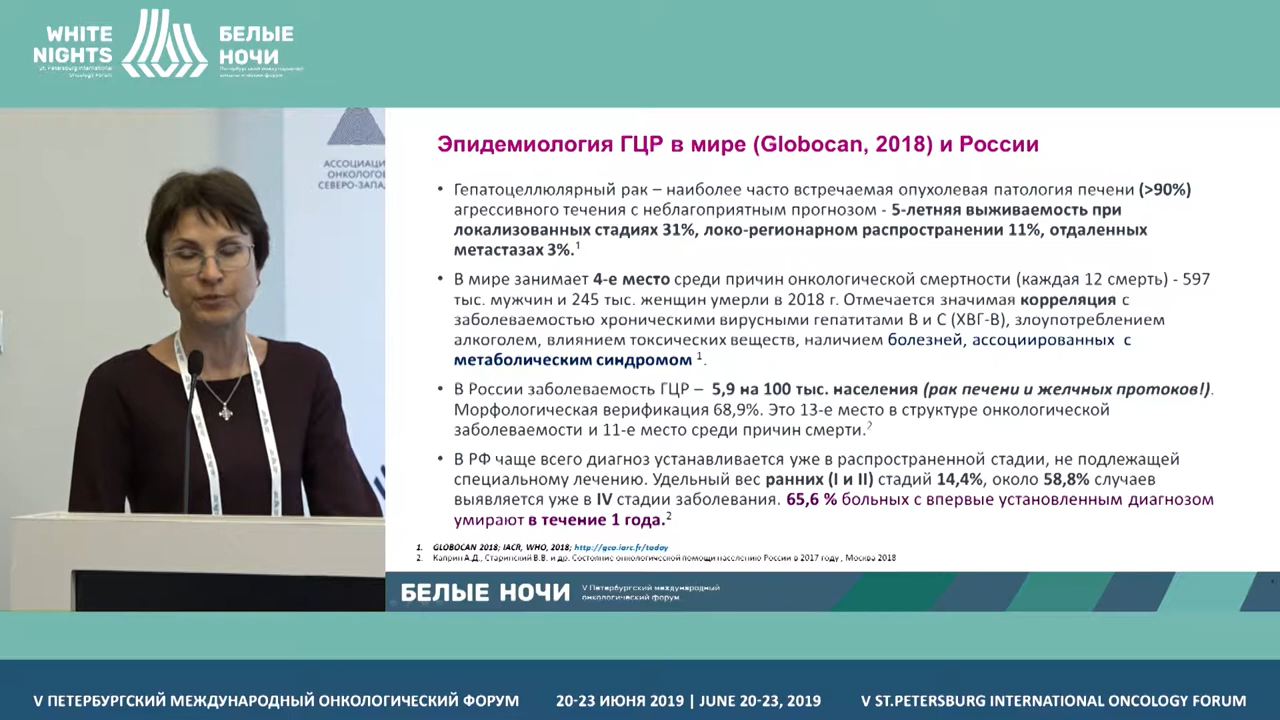 WHITE
NIGHTS
St. Petersburg International
Oncology Forum
БЕЛЫЕ
НОЧИ
Петербургский международный
онкологический форум
АССОЦИАЦИ
ОНКОЛОГОВ
СЕВЕРО-ЗАПАД
Эпидемиология ГЦР в мире (Globocan, 2018) и России
• Гепатоцеллюлярный рак – наиболее часто встречаемая опухолевая патология печени (>90%)
агрессивного течения с неблагоприятным прогнозом - 5-летняя выживаемость при
локализованных стадиях 31%, локо-регионарном распространении 11%, отдаленных
метастазах 3%.1
• В мире занимает 4-е место среди причин онкологической смертности (каждая 12 смерть) - 597
тыс. мужчин и 245 тыс. женщин умерли в 2018 г. Отмечается значимая корреляция с
заболеваемостью хроническими вирусными гепатитами В и С (ХВГ-В), злоупотреблением
алкоголем, влиянием токсических веществ, наличием болезней, ассоциированных с
метаболическим синдромом 1.
• В России заболеваемость ГЦР – 5,9 на 100 тыс. населения (рак печени и желчных протоков!).
Морфологическая верификация 68,9%. Это 13-е место в структуре онкологической
заболеваемости и 11-е место среди причин смерти.2
• В РФ чаще всего диагноз устанавливается уже в распространенной стадии, не подлежащей
специальному лечению. Удельный вес ранних (I и II) стадий 14,4%, около 58,8% случаев
выявляется уже в IV стадии заболевания. 65,6 % больных с впервые установленным диагнозом
умирают в течение 1 года.2
1. GLOBOCAN 2018; IACR, WHO, 2018; http://gco.iarc.fr/today
2. Каприн А.Д., Старинский В.В. и др. Состояние онкологической помощи населению России в 2017 году , Москва 2018
БЕЛЫЕ НОЧИ
V Петербургский международный
онкологический форум
V ПЕТЕРБУРГСКИЙ МЕЖДУНАРОДНЫЙ ОНКОЛОГИЧЕСКИЙ ФОРУМ
20-23 ИЮНЯ 2019 | JUNE 20-23, 2019
V ST.PETERSBURG INTERNATIONAL ONCOLOGY FORUM